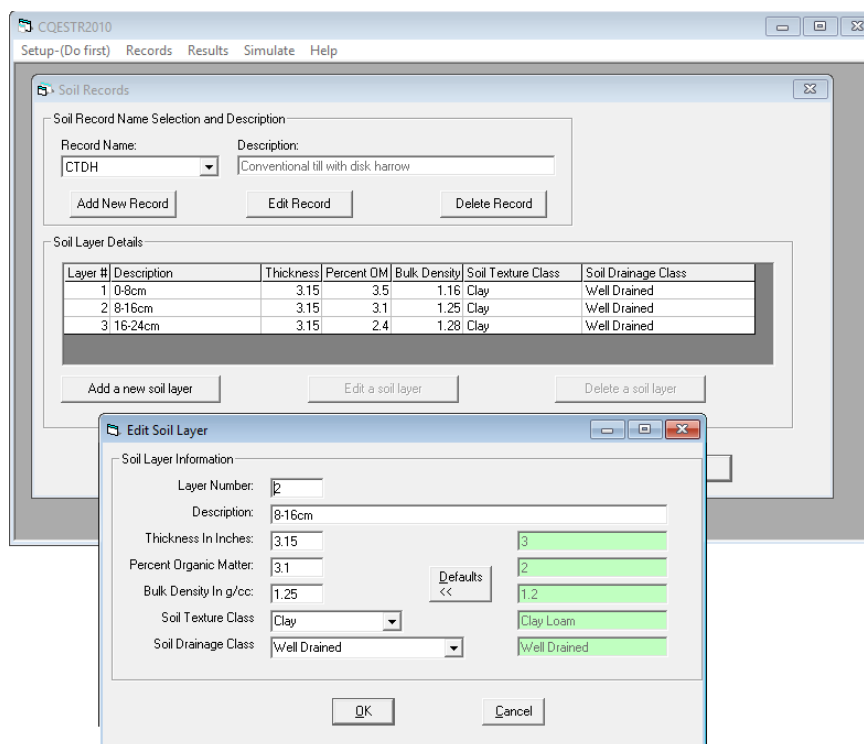 CQESTR2010
Setup-(Do first) Records Results Simulate Help
Soil Records
Soil Record Name Selection and Description
Record Name: Description:
CTDH Conventional till with disk harrow
Add New Record Edit Record Delete Record
Soil Layer Details
Layer # Description Thickness Percent OM Bulk Density Soil Texture Class Soil Drainage Class
1 0-8cm 3.15 3.5 1.16 Clay Well Drained
2 8-16cm 3.15 3.1 1.25 Clay Well Drained
3 16-24cm 3.15 2.4 1.28 Clay Well Drained
Add a new soil layer Edit a soil layer Delete a soil layer
Edit Soil Layer
Soil Layer Information
Layer Number: 2
Description: 8-16cm
Thickness In Inches: 3.15 3
Percent Organic Matter: 3.1 2
Defaults
<<
Bulk Density In g/cc: 1.25 1.2
Soil Texture Class Clay Clay Loam
Soil Drainage Class Well Drained Well Drained
OK Cancel